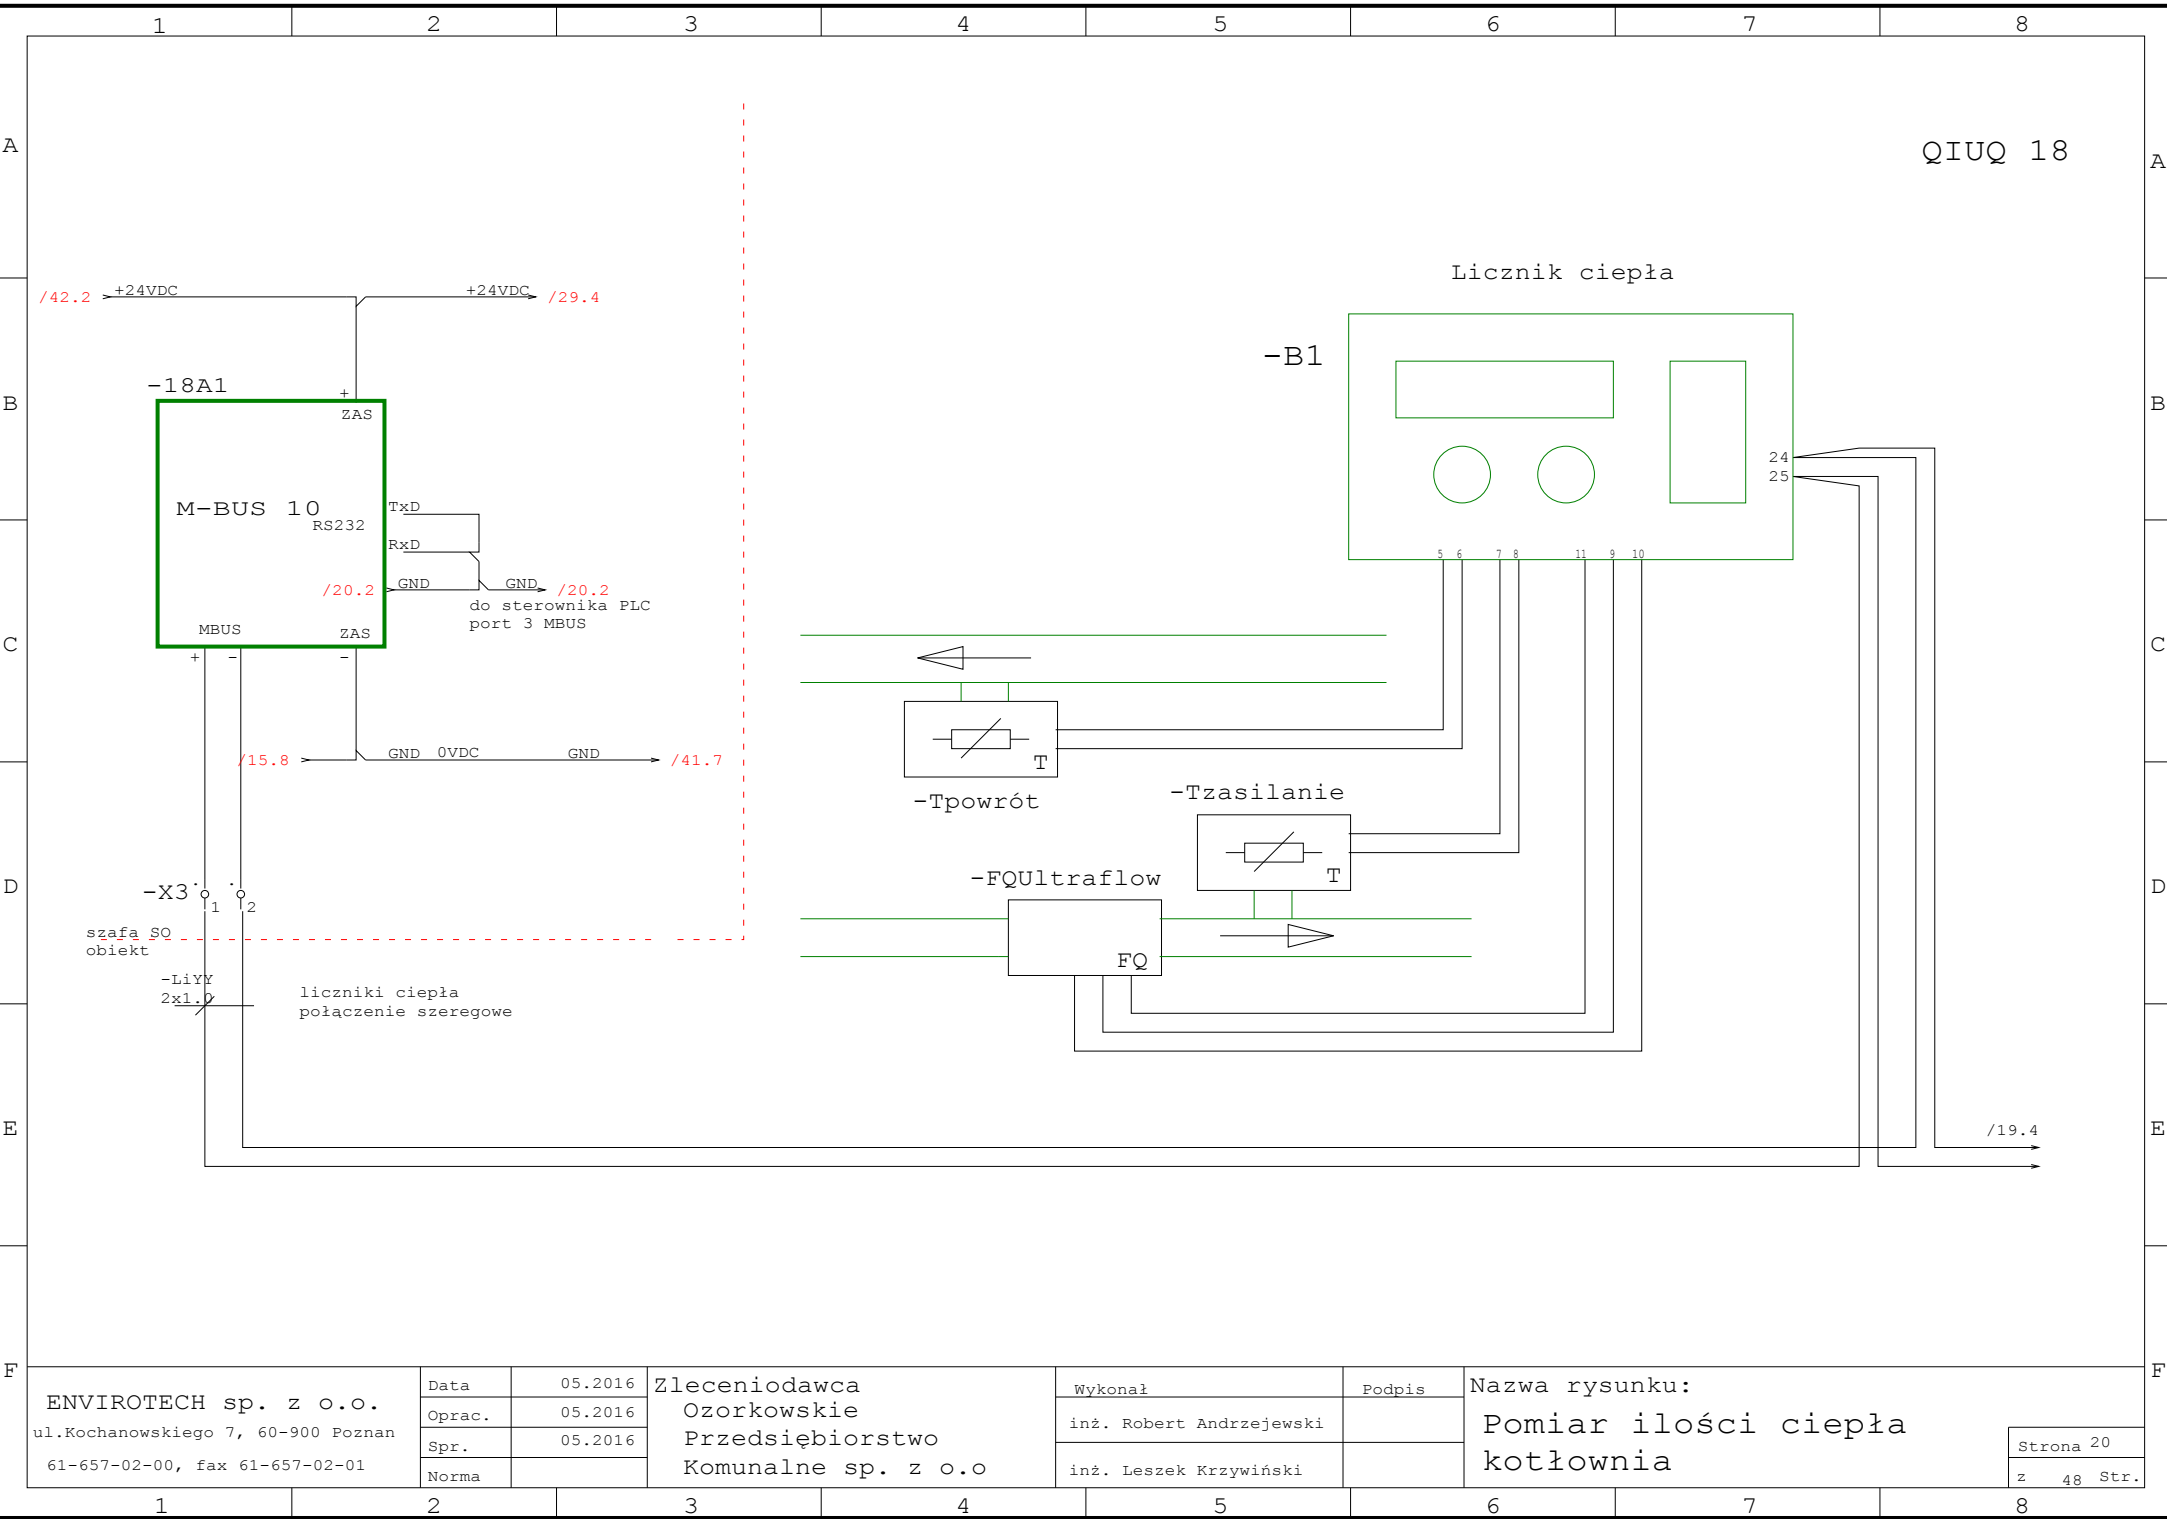 1 2 3 4 5 6 7 8
A
A
QIUQ 18
Licznik ciepła
/42.2 +24VDC +24VDC /29.4
-B1
-18A1
+
ZAS
B
B
24
25
M-BUS 10
RS232
TxD
RxD
5 6 7 8 11 9 10
/20.2 GND GND /20.2
do sterownika PLC
port 3 MBUS
MBUS ZAS
C
C
+ - -
/15.8 GND 0VDC GND /41.7
T
-Tpowrót
-Tzasilanie
T
-FQUltraflow
D
D
-X3
1 2
szafa SO
obiekt
FQ
-LiYY
2x1.0
liczniki ciepła
połączenie szeregowe
E
E
/19.4
F
F
ENVIROTECH sp. z o.o.
ul.Kochanowskiego 7, 60-900 Poznan
61-657-02-00, fax 61-657-02-01
Data 05.2016
Oprac. 05.2016
Spr. 05.2016
Norma
Zleceniodawca
Ozorkowskie
Przedsiębiorstwo
Komunalne sp. z o.o
Wykonał Podpis
inż. Robert Andrzejewski
inż. Leszek Krzywiński
Nazwa rysunku:
Pomiar ilości ciepła
kotłownia
Strona 20
z 48 Str.
1 2 3 4 5 6 7 8